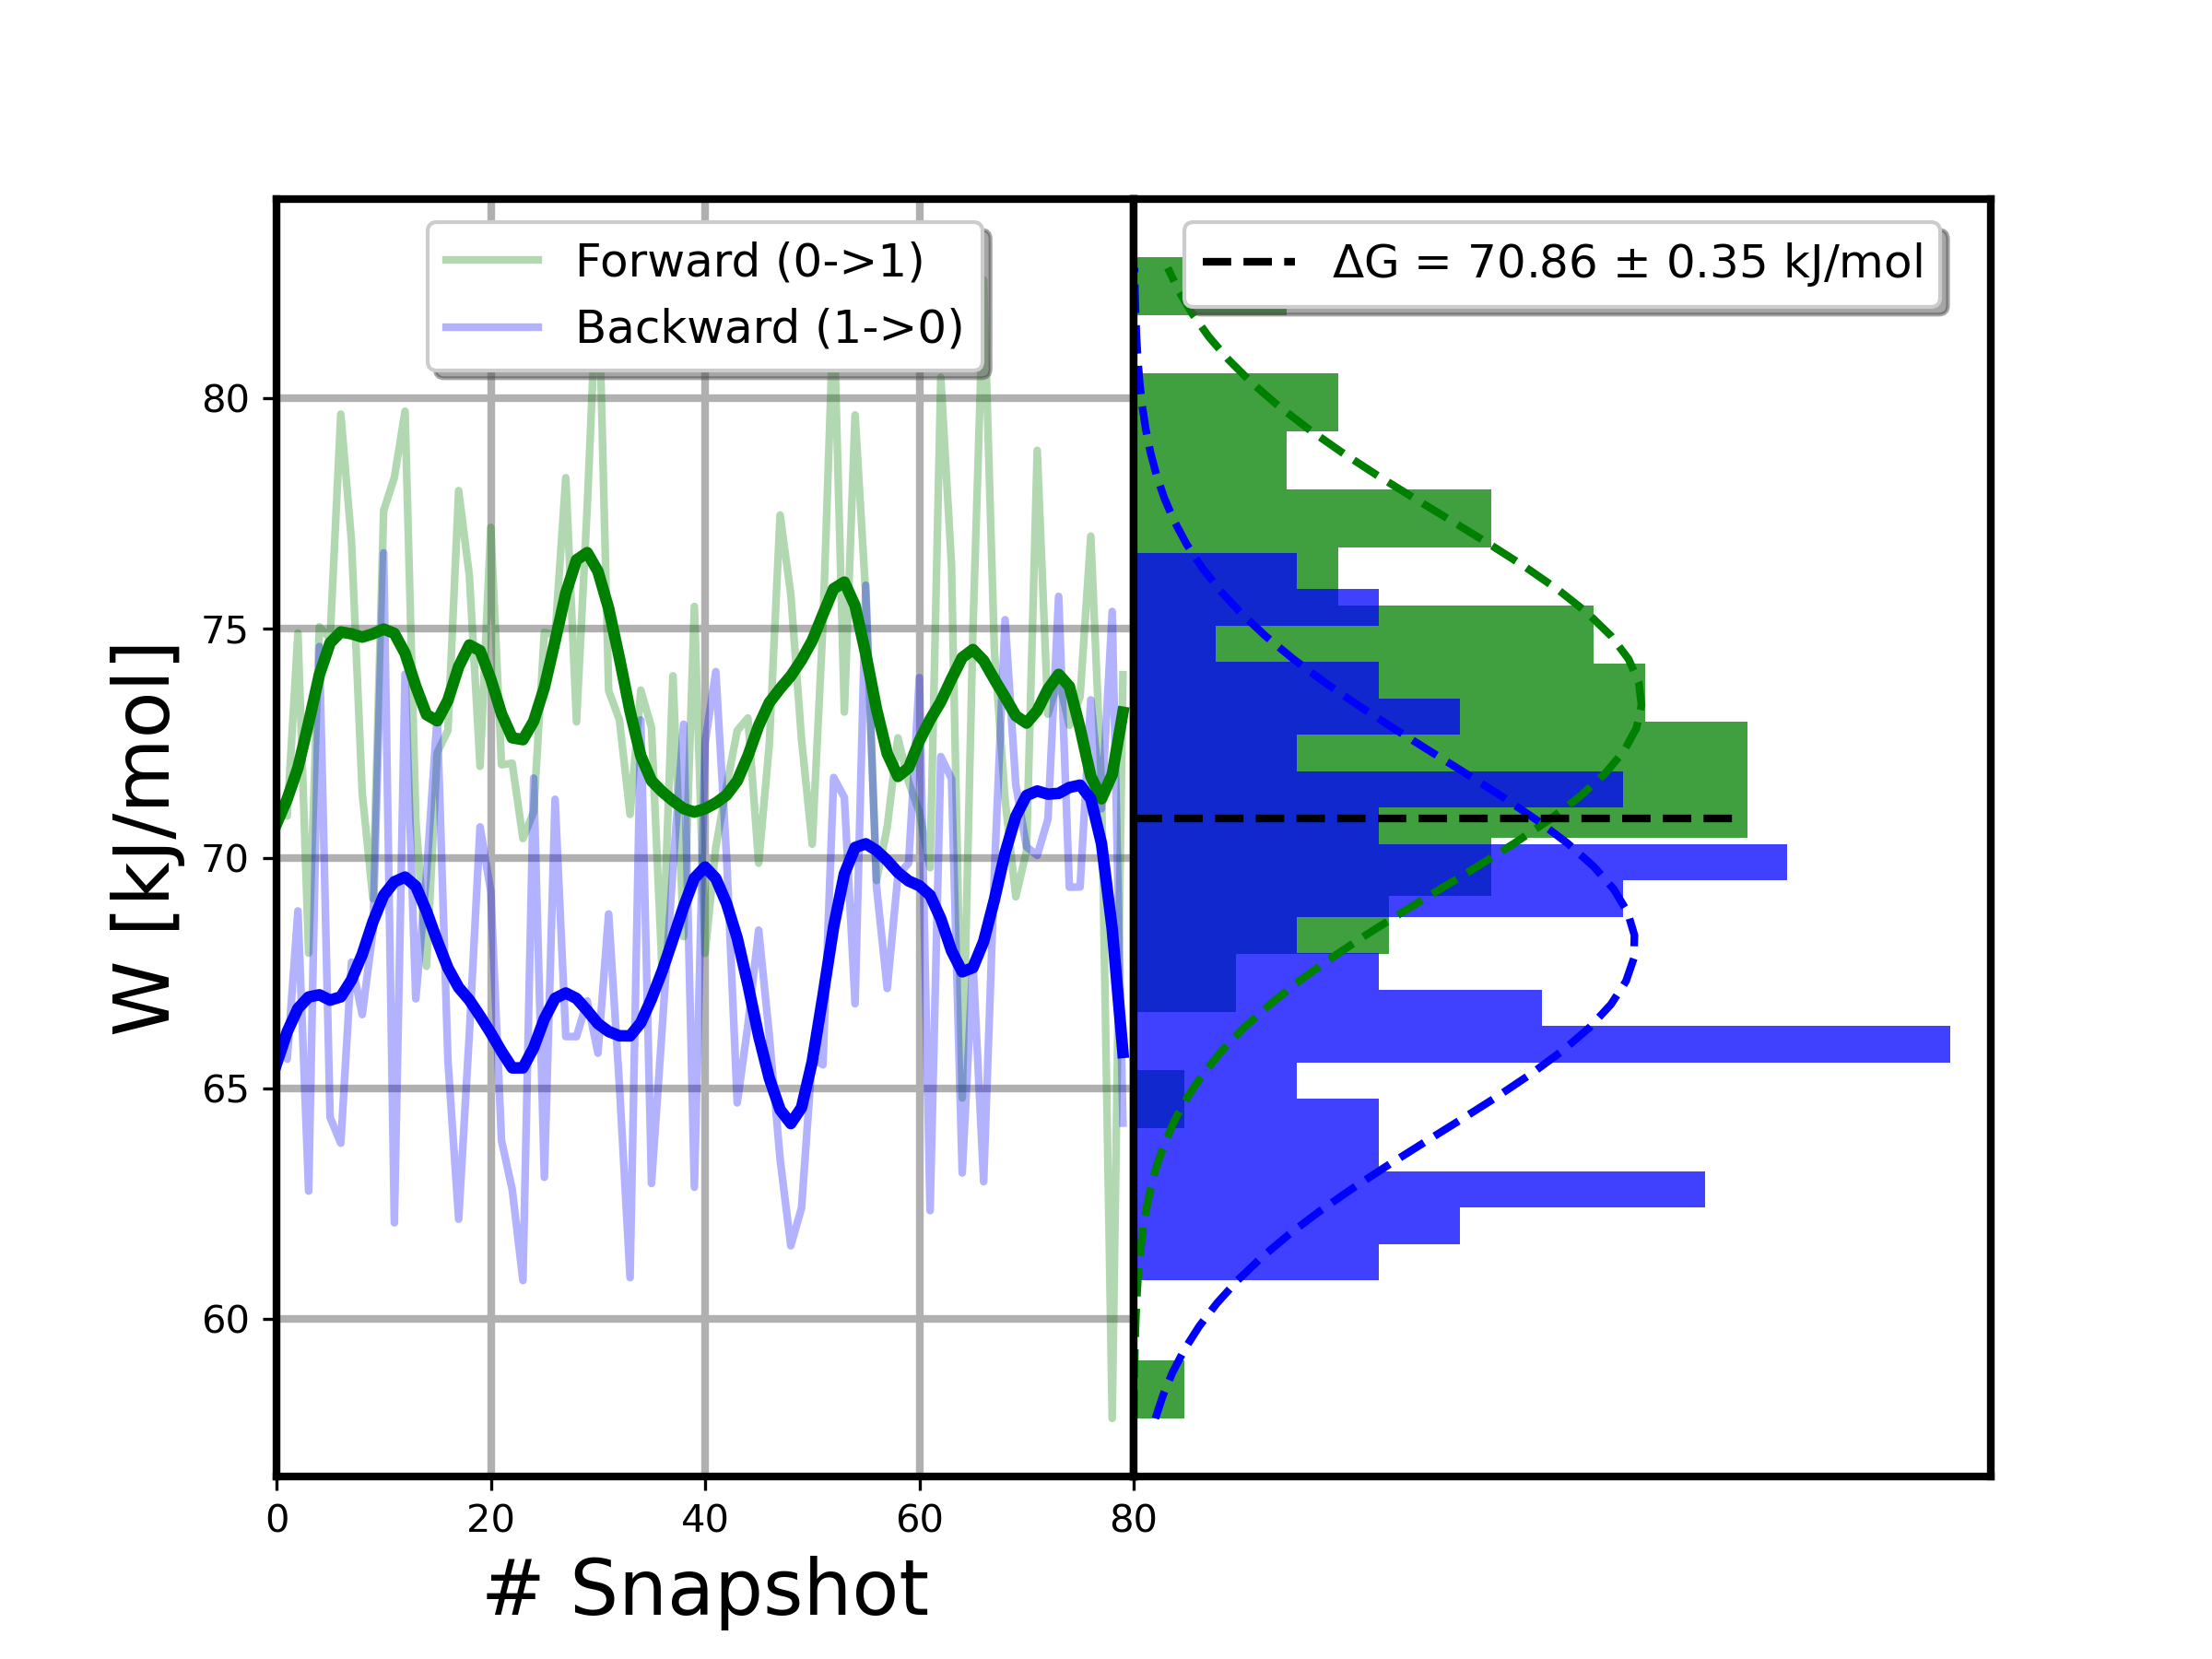 Forward (0->1)
Backward (1->0)
ΔG = 70.86 ± 0.35 kJ/mol
80
75
70
65
60
W [kJ/mol]
0 20 40 60 80
# Snapshot